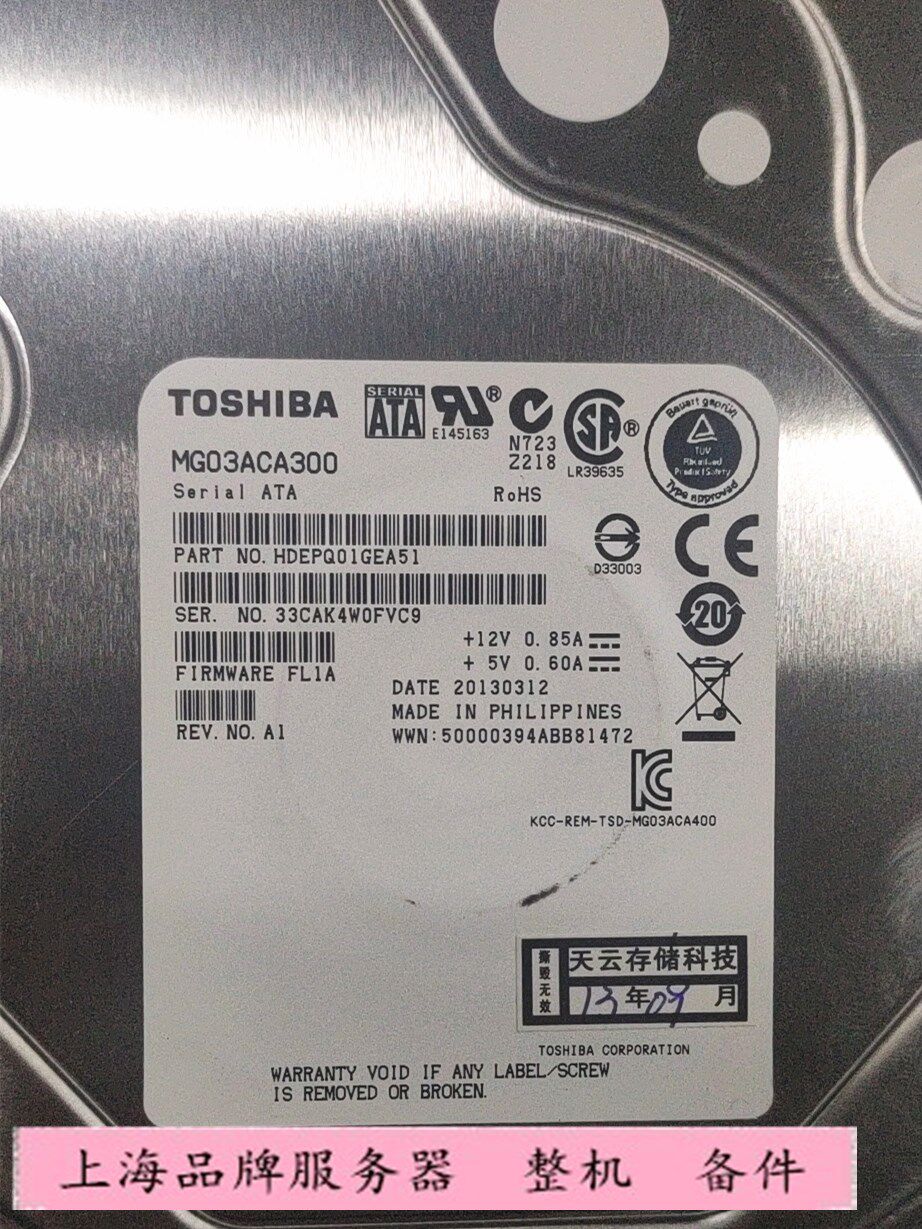 TOSHIBA
SERIAL
ATA
®
E145163
N723
Z218
SA
®
LR39635
Bauart geprüft
TÜV
Rheinland
Product Safety
Type approved
MG03ACA300
Serial ATA
RoHS
PART NO. HDEPQ01GEA51
D33003
CE
SER. NO. 33CAK4W0FVC9
20
+12V 0.85A
+ 5V 0.60A
FIRMWARE FL1A
DATE 20130312
MADE IN PHILIPPINES
REV. NO. A1
WWN:50000394ABB81472
KCC-REM-TSD-MG03ACA400
撕毁无效
天云存储科技
13年09月
TOSHIBA CORPORATION
WARRANTY VOID IF ANY LABEL/SCREW
IS REMOVED OR BROKEN.
上海品牌服务器 整机 备件